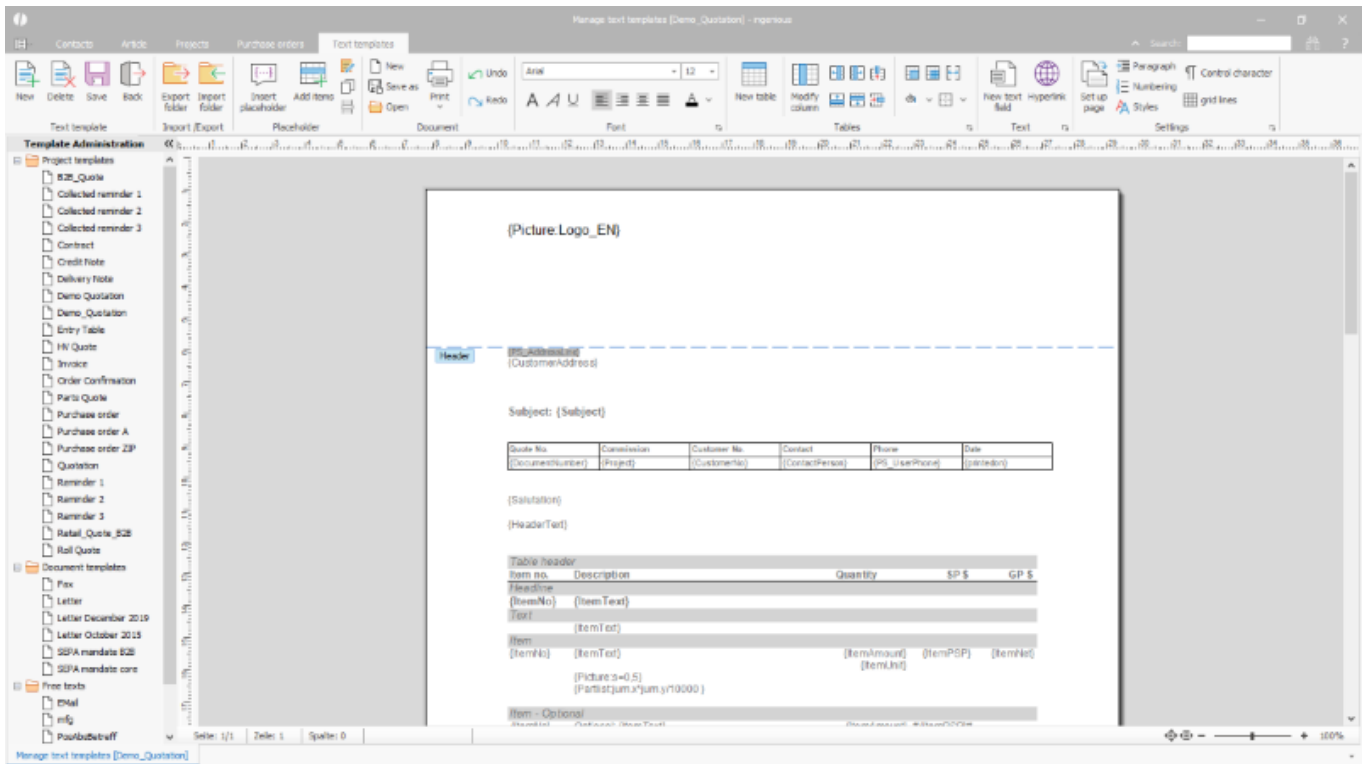 Manage text templates [Demo_Quotation] - ingenious
Contacts Article Projects Purchase orders Text templates Search: ?
New Delete Save Back Export folder Import folder Insert placeholder Add items New Save as Open Print Undo Redo Arial 12 A A U A New table Modify column New text field Hyperlink Set up page Paragraph Numbering Styles Control character grid lines
Text template Import /Export Placeholder Document Font Tables Text Settings
Template Administration
Project templates
B2B_Quote
Collected reminder 1
Collected reminder 2
Collected reminder 3
Contract
Credit Note
Delivery Note
Demo Quotation
Demo_Quotation
Entry Table
HV Quote
Invoice
Order Confirmation
Parts Quote
Purchase order
Purchase order A
Purchase order ZIP
Quotation
Reminder 1
Reminder 2
Reminder 3
Retail_Quote_B2B
Roll Quote
Document templates
Fax
Letter
Letter December 2019
Letter October 2015
SEPA mandate B2B
SEPA mandate core
Free texts
EMail
mfg
{Picture:Logo_EN}
Header
{CustomerAddress}
Subject: {Subject}
Quote No. Commission Customer No. Contact Phone Date
{DocumentNumber} {Project} {CustomerNo} {ContactPerson} {PS_UserPhone} {printedon}
{Salutation}
{HeaderText}
Table header
Item no. Description Quantity SP $ GP $
Headline
{ItemNo} {ItemText}
Text
{ItemText}
Item
{ItemNo} {ItemText} {ItemAmount} {ItemPSP} {ItemNet}
{ItemUnit}
{Picture:s=0,5}
{Partlist:jum.x*jum.y/10000 }
Item - Optional
Seite: 1/1 Zeile: 1 Spalte: 0 100%
Manage text templates [Demo_Quotation]